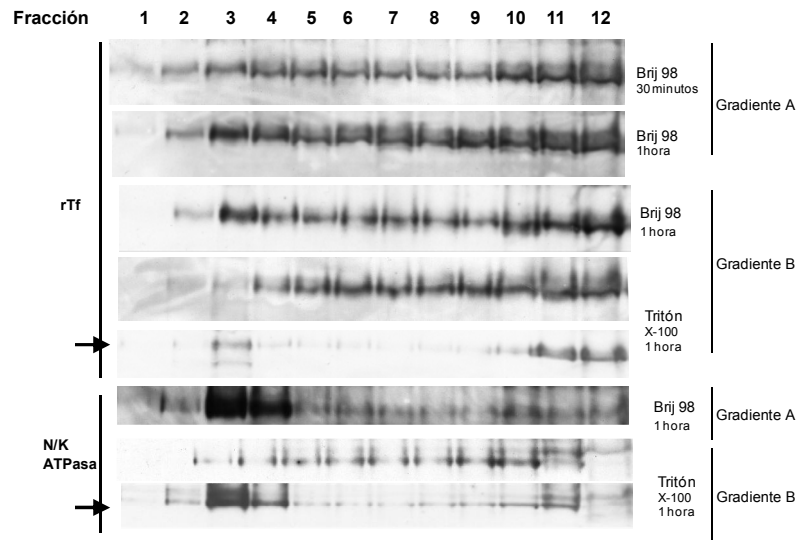 Fracción 1 2 3 4 5 6 7 8 9 10 11 12
Brij 98
30 minutos
Gradiente A
Brij 98
1hora
rTf
Brij 98
1 hora
Gradiente B
Tritón
X-100
1 hora
Brij 98
1 hora
Gradiente A
N/K
ATPasa
Tritón
X-100
1 hora
Gradiente B